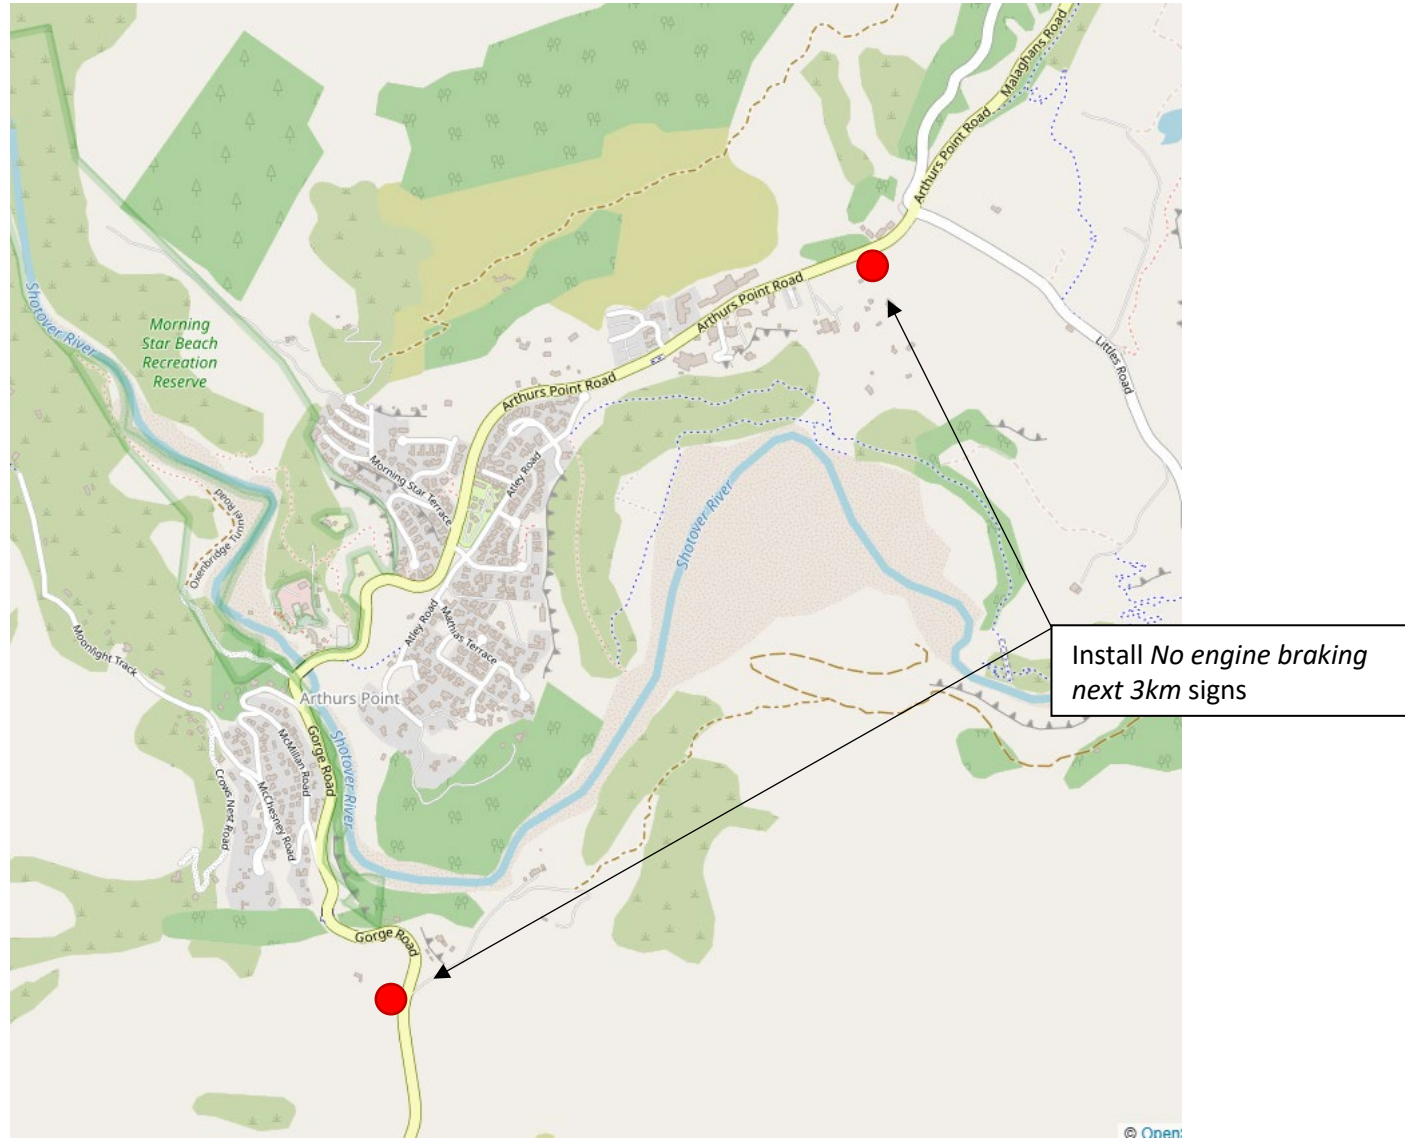 Malaghans Road
Arthurs Point Road
Shotover River
Morning
Star Beach
Recreation
Reserve
Arthurs Point Road
Littles Road
Arthurs Point Road
Morning Star Terrace
Atley Road
Shotover River
Oxenbridge Tunnel Road
Moonlight Track
Atley Road
Mathias Terrace
Install No engine braking
next 3km signs
Arthurs Point
Gorge Road
McMillan Road
Shotover River
Crows Nest Road
McChesney Road
Gorge Road
© OpenS